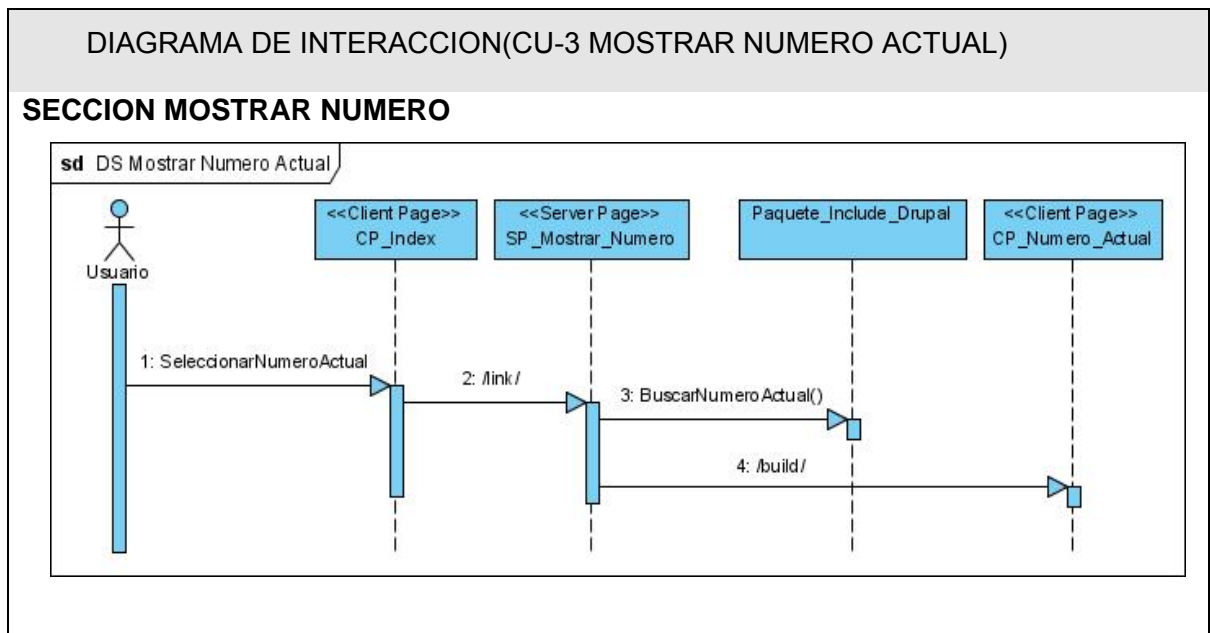 DIAGRAMA DE INTERACCION(CU-3 MOSTRAR NUMERO ACTUAL)
SECCION MOSTRAR NUMERO
sd DS Mostrar Numero Actual
Usuario
<<Client Page>>
CP_Index
<<Server Page>>
SP_Mostrar_Numero
Paquete_Include_Drupal
<<Client Page>>
CP_Numero_Actual
1: SeleccionarNumeroActual
2: /link/
3: BuscarNumeroActual()
4: /build/